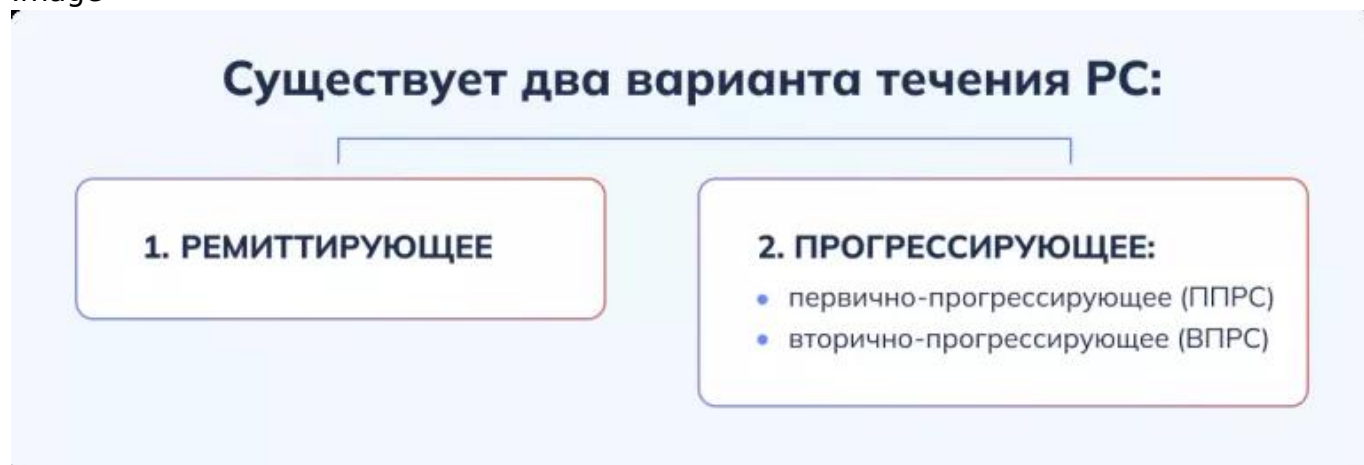 Существует два варианта течения РС:
1. РЕМИТТИРУЮЩЕЕ
2. ПРОГРЕССИРУЮЩЕЕ:
• первично-прогрессирующее (ППРС)
• вторично-прогрессирующее (ВПРС)